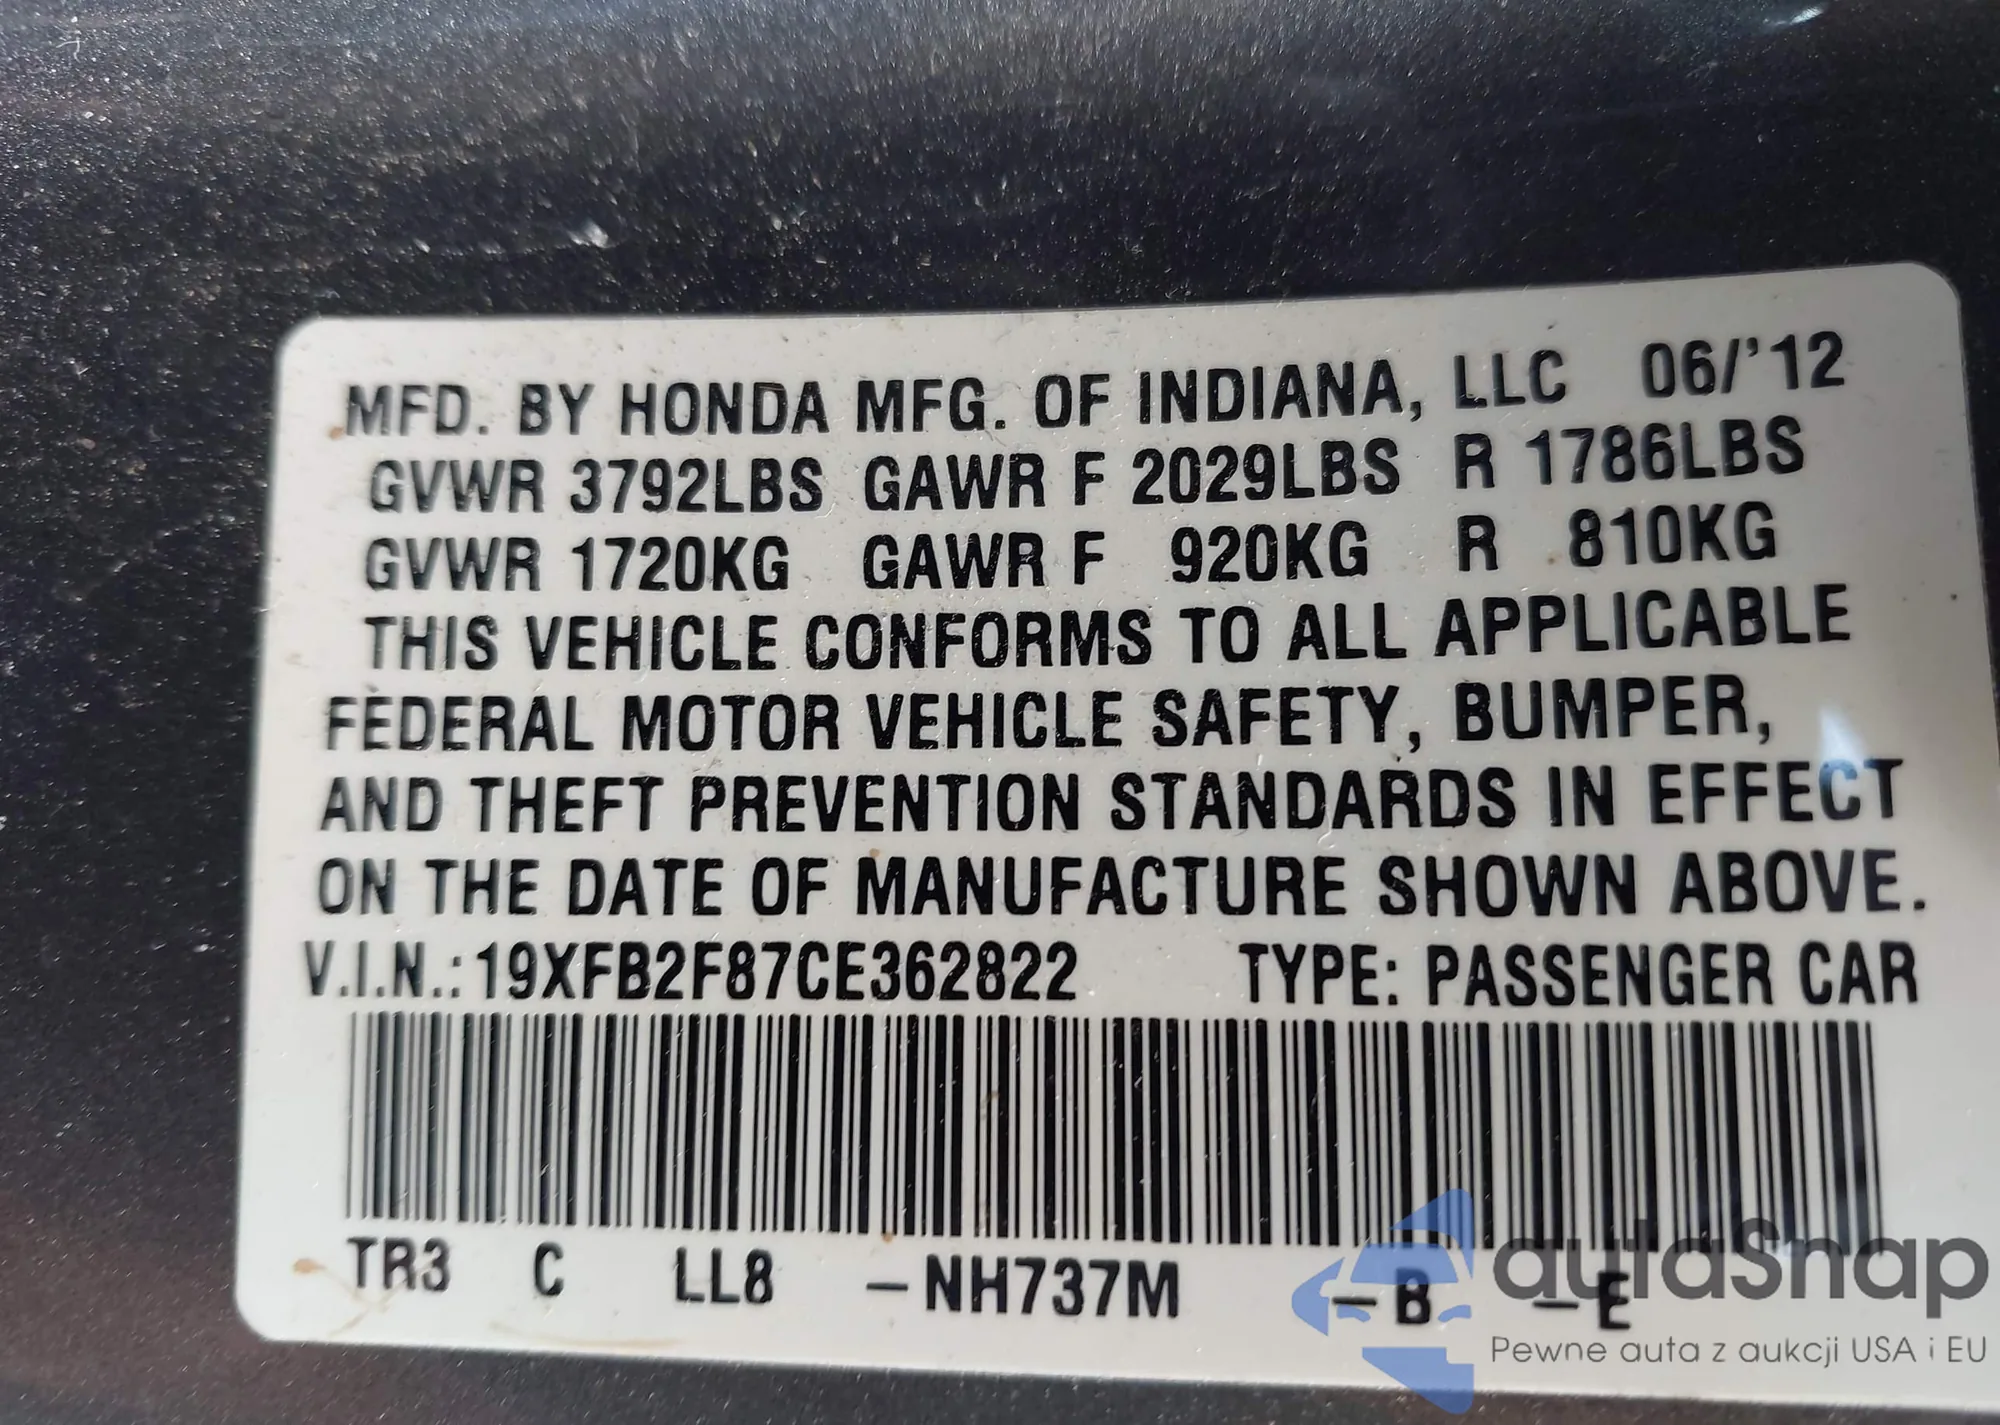 MFD. BY HONDA MFG. OF INDIANA, LLC 06/'12
GVWR 3792LBS GAWR F 2029LBS R 1786LBS
GVWR 1720KG GAWR F 920KG R 810KG
THIS VEHICLE CONFORMS TO ALL APPLICABLE
FEDERAL MOTOR VEHICLE SAFETY, BUMPER,
AND THEFT PREVENTION STANDARDS IN EFFECT
ON THE DATE OF MANUFACTURE SHOWN ABOVE.
V.I.N.: 19XFB2F87CE362822 TYPE: PASSENGER CAR
TR3 C LL8 –NH737M –B –E
autaSnap
Pewne auta z aukcji USA i EU